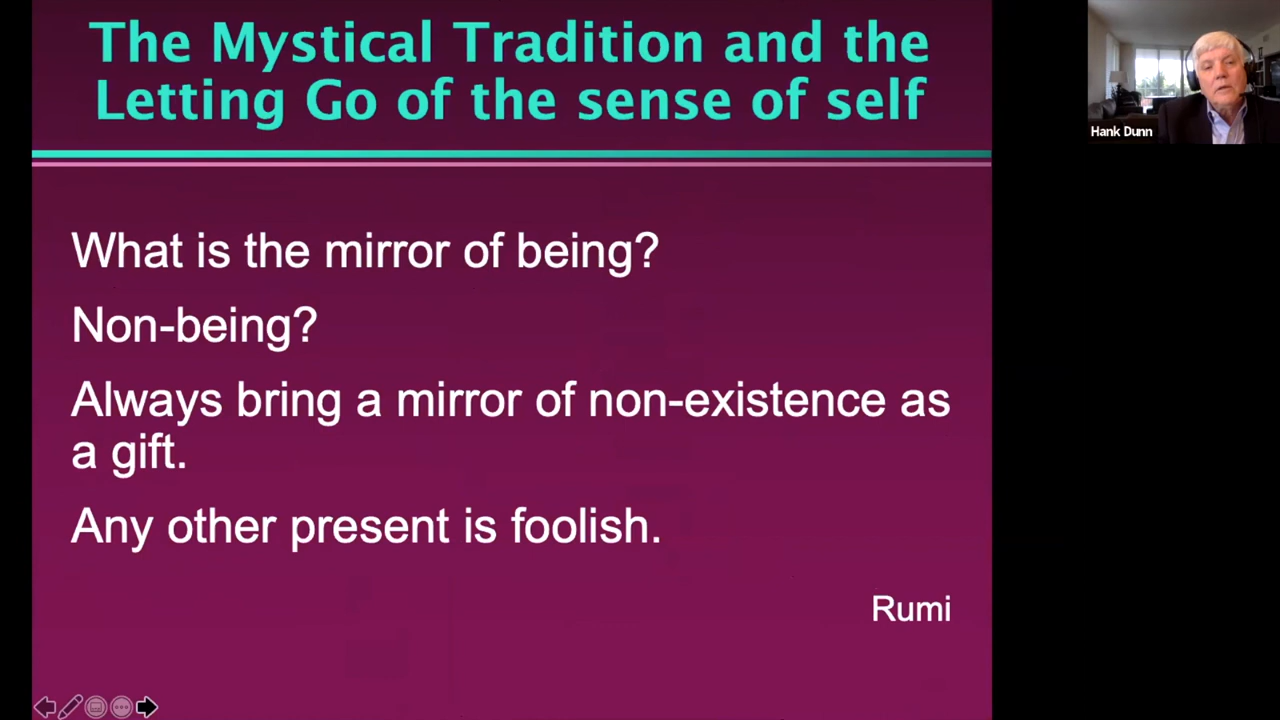 The Mystical Tradition and the
Letting Go of the sense of self
What is the mirror of being?
Non-being?
Always bring a mirror of non-existence as
a gift.
Any other present is foolish.
Rumi
Hank Dunn